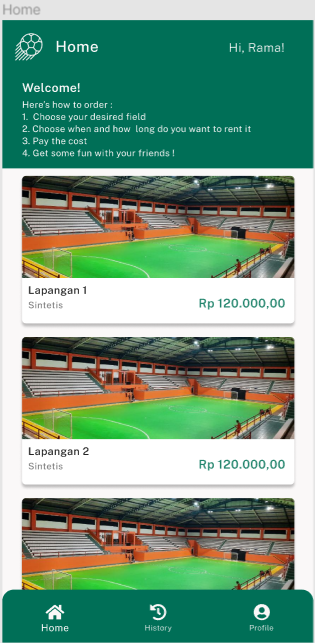 Home
Home
Hi, Rama!
Welcome!
Here's how to order :
1. Choose your desired field
2. Choose when and how long do you want to rent it
3. Pay the cost
4. Get some fun with your friends !
Lapangan 1
Sintetis
Rp 120.000,00
Lapangan 2
Sintetis
Rp 120.000,00
Home
History
Profile